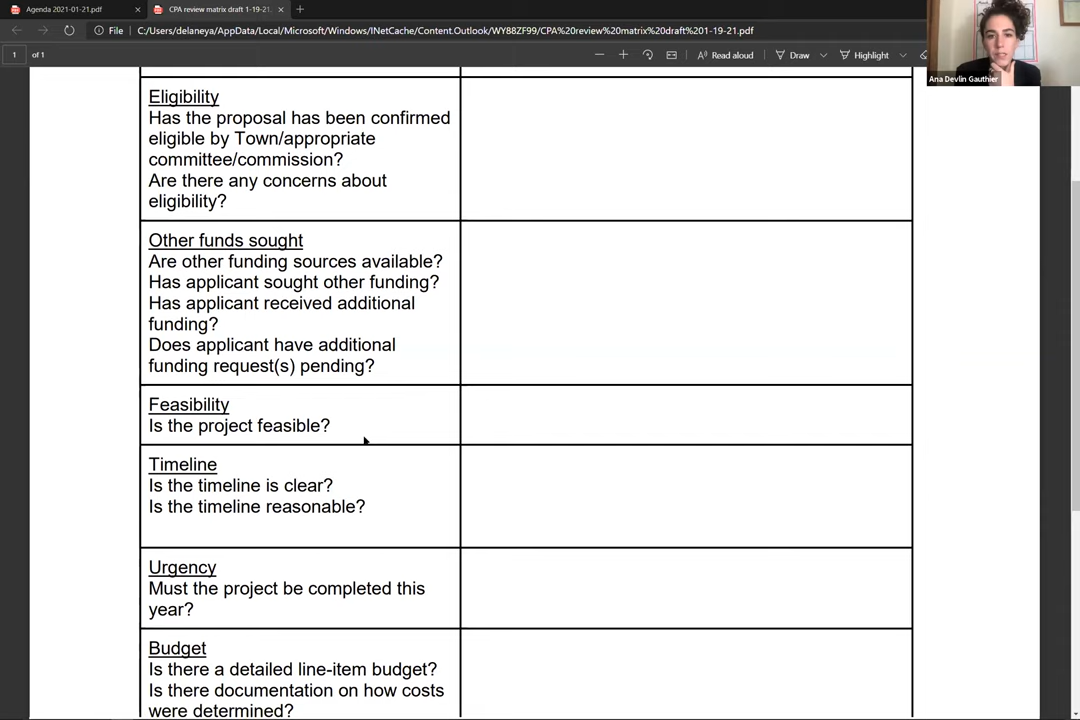 Agenda 2021-01-21.pdf
CPA review matrix draft 1-19-21.
File
C:/Users/delaneya/AppData/Local/Microsoft/Windows/INetCache/Content.Outlook/WY88ZF99/CPA%20review%20matrix%20draft%201-19-21.pdf
1 of 1
Read aloud
Draw
Highlight
Ana Devlin Gauthier
Eligibility
Has the proposal has been confirmed
eligible by Town/appropriate
committee/commission?
Are there any concerns about
eligibility?
Other funds sought
Are other funding sources available?
Has applicant sought other funding?
Has applicant received additional
funding?
Does applicant have additional
funding request(s) pending?
Feasibility
Is the project feasible?
Timeline
Is the timeline is clear?
Is the timeline reasonable?
Urgency
Must the project be completed this
year?
Budget
Is there a detailed line-item budget?
Is there documentation on how costs
were determined?